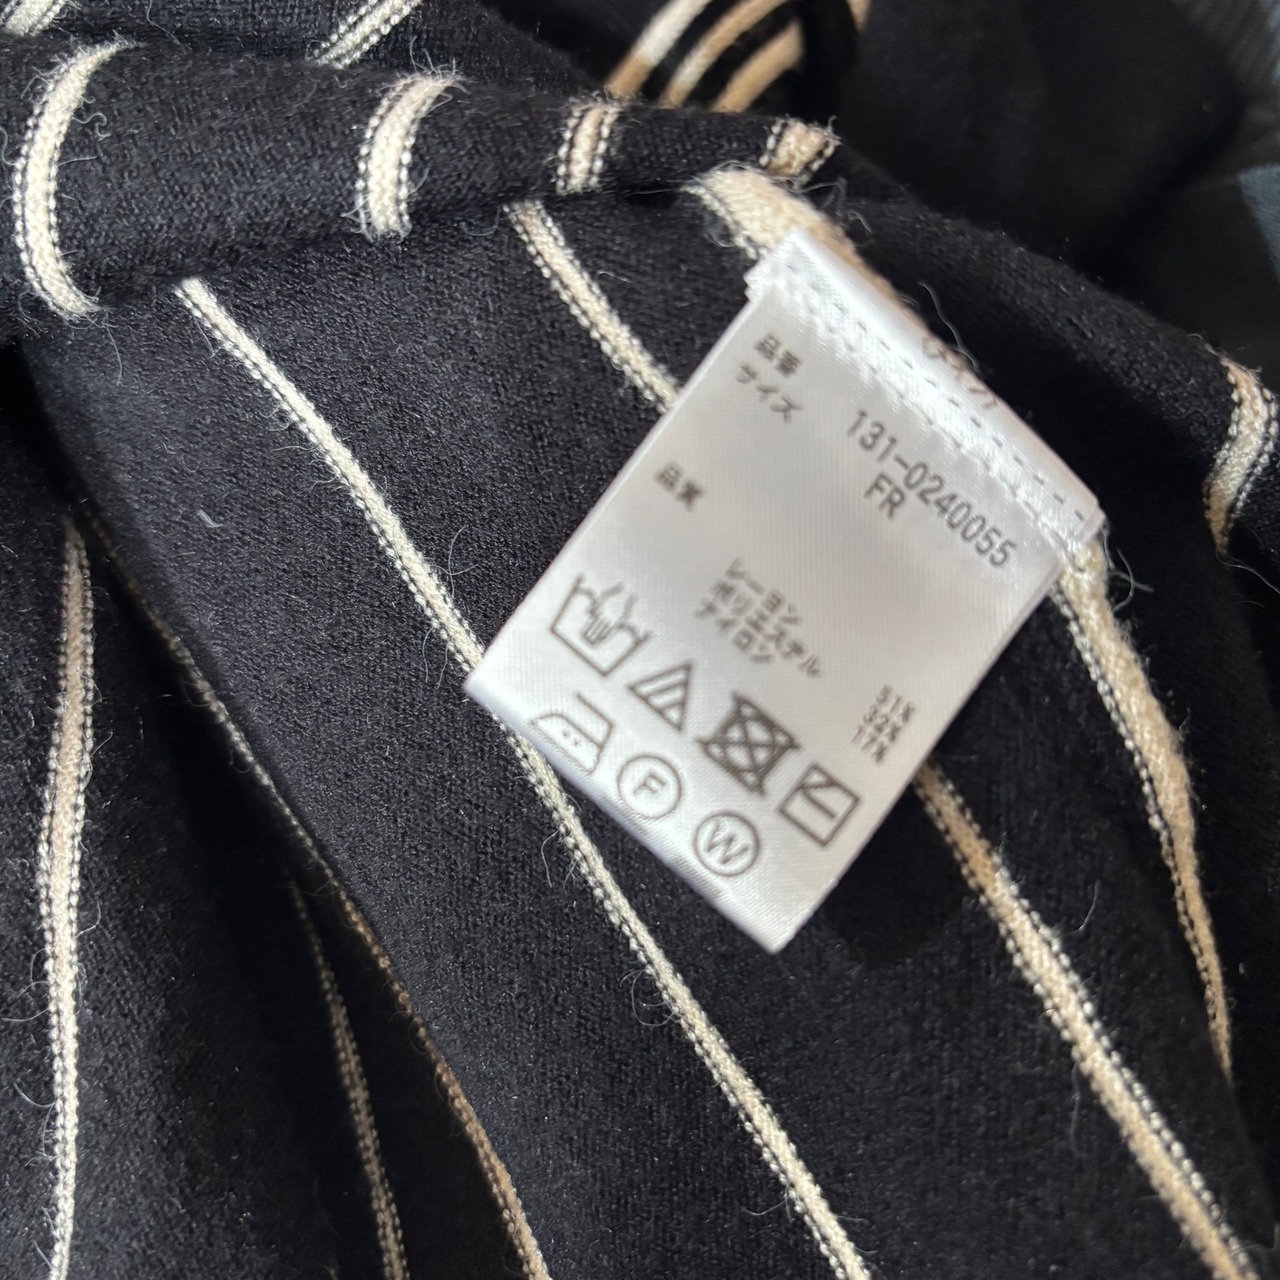 品番 131-0240055
サイズ FR
品質
レーヨン 51%
ポリエステル 32%
ナイロン 17%
F
W